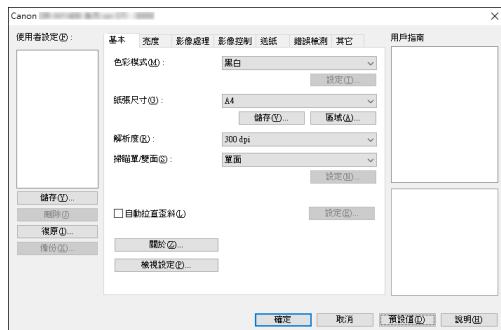 Canon
使用者設定(P):
基本 亮度 影像處理 影像控制 送紙 錯誤檢測 其它
用戶指南
色彩模式(M):
黑白
設定(T)...
紙張尺寸(G):
A4
儲存(V)... 區域(A)...
解析度(R):
300 dpi
掃瞄單/雙面(S):
單面
設定(N)...
儲存(Y)...
刪除(J)
復原(L)...
備份(X)...
自動拉直歪斜(L)
設定(E)...
關於(Z)...
檢視設定(P)...
確定 取消 預設值(D) 說明(H)